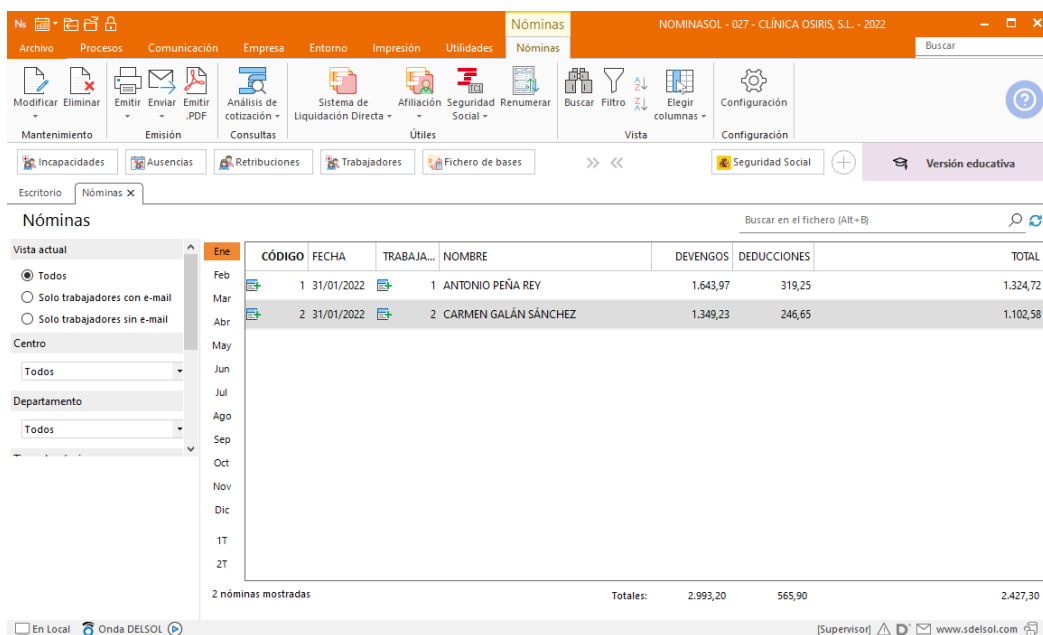 Ns Nóminas NOMINASOL - 027 - CLÍNICA OSIRIS, S.L. - 2022
Archivo Procesos Comunicación Empresa Entorno Impresión Utilidades Nóminas Buscar
Modificar Eliminar Emitir Enviar Emitir .PDF Análisis de cotización Sistema de Liquidación Directa Afiliación Seguridad Social Renumerar Buscar Filtro Elegir columnas Configuración
Mantenimiento Emisión Consultas Útiles Vista Configuración
Incapacidades Ausencias Retribuciones Trabajadores Fichero de bases >> << Seguridad Social Versión educativa
Escritorio Nóminas X
Nóminas Buscar en el fichero (Alt+B)
Vista actual
Todos
Solo trabajadores con e-mail
Solo trabajadores sin e-mail
Centro
Todos
Departamento
Todos
Ene
Feb
Mar
Abr
May
Jun
Jul
Ago
Sep
Oct
Nov
Dic
1T
2T
CÓDIGO FECHA TRABAJA... NOMBRE DEVENGOS DEDUCCIONES TOTAL
1 31/01/2022 1 ANTONIO PEÑA REY 1.643,97 319,25 1.324,72
2 31/01/2022 2 CARMEN GALÁN SÁNCHEZ 1.349,23 246,65 1.102,58
2 nóminas mostradas Totales: 2.993,20 565,90 2.427,30
En Local Onda DELSOL [Supervisor] D www.sdelsol.com